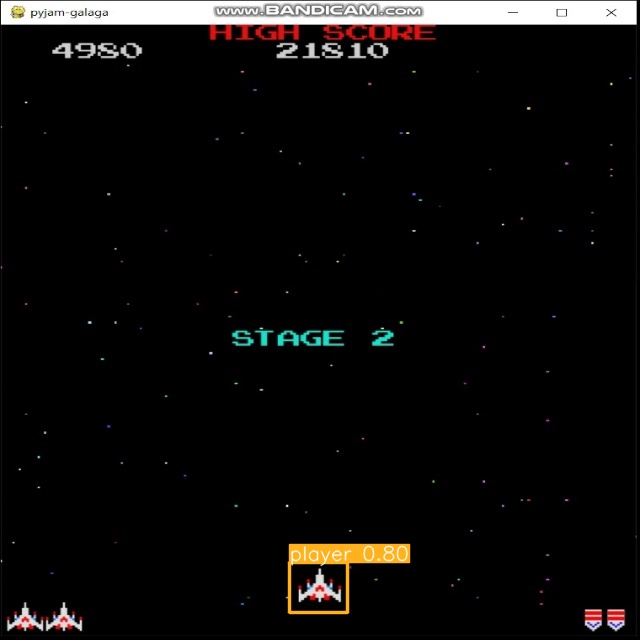 pyjam-galaga
www.BANDICAM.com
HIGH SCORE
4980 21810
STAGE 2
player 0.80